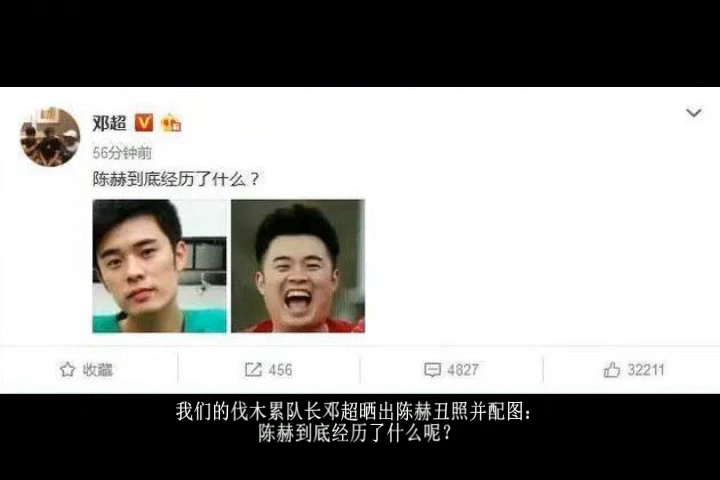 邓超
56分钟前
陈赫到底经历了什么？
收藏
456
4827
32211
我们的伐木累队长邓超晒出陈赫丑照并配图：
陈赫到底经历了什么呢？